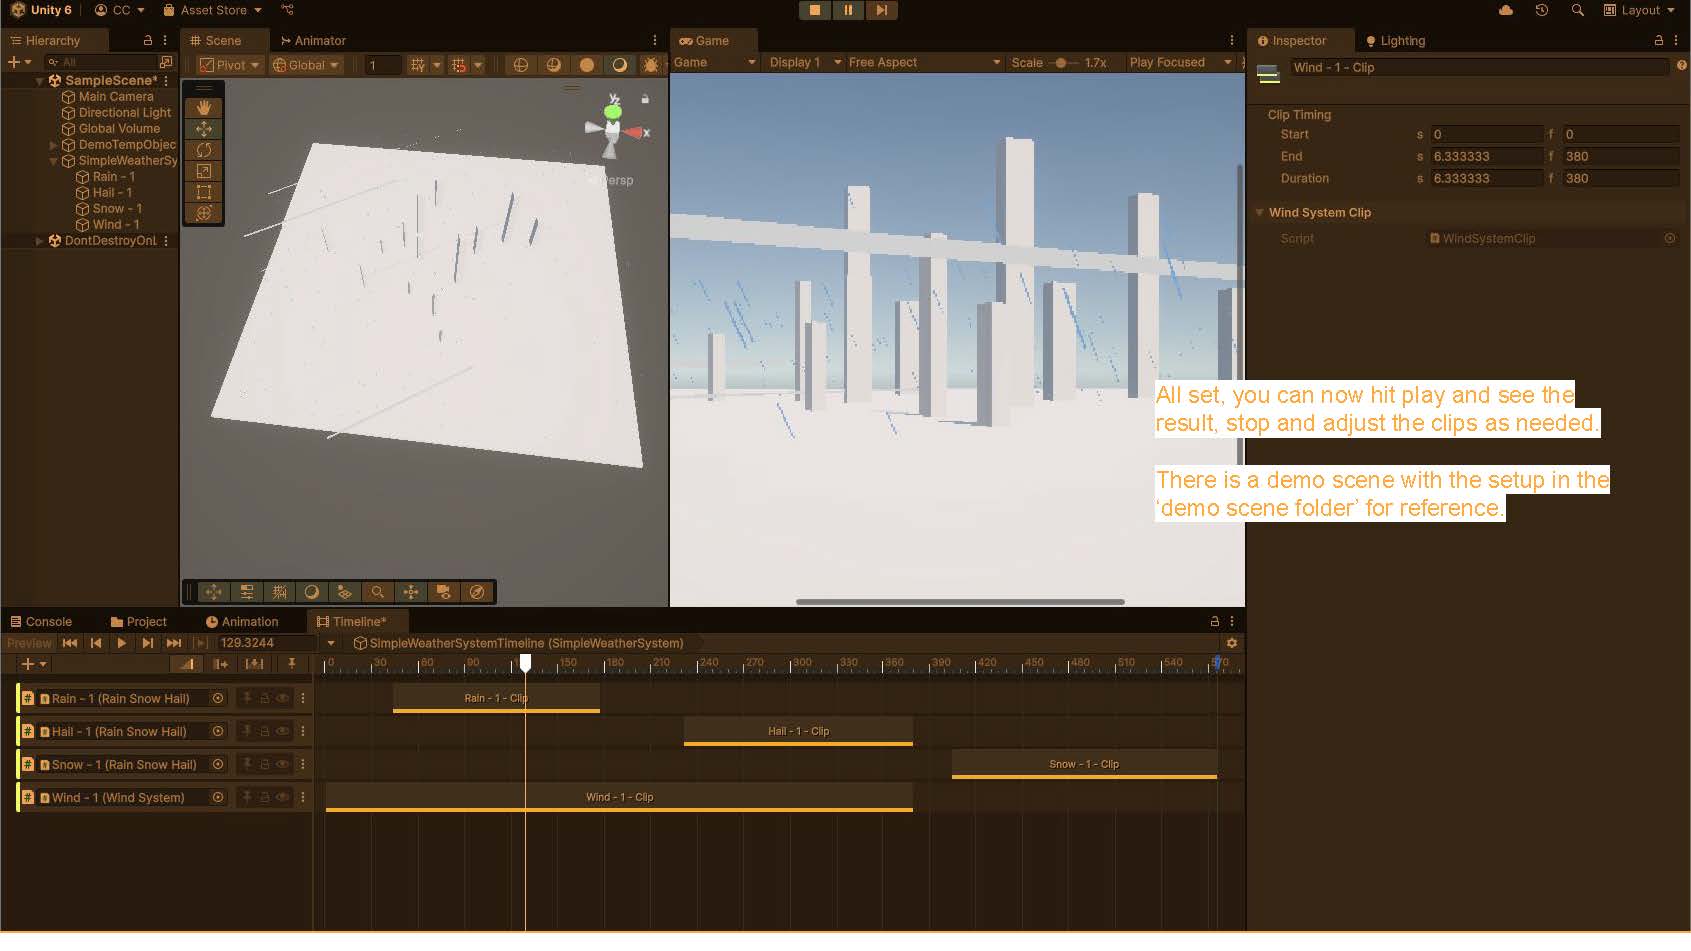 Unity 6 CC Asset Store Layout
Hierarchy
All
SampleScene*
Main Camera
Directional Light
Global Volume
DemoTempObjec
SimpleWeatherSy
Rain - 1
Hail - 1
Snow - 1
Wind - 1
DontDestroyOnL
Scene Animator
Pivot Global 1
Y
Z
X
Persp
Game
Game Display 1 Free Aspect Scale 1.7x Play Focused
Inspector Lighting
Wind - 1 - Clip
Clip Timing
Start s 0 f 0
End s 6.333333 f 380
Duration s 6.333333 f 380
Wind System Clip
Script WindSystemClip
All set, you can now hit play and see the
result, stop and adjust the clips as needed.
There is a demo scene with the setup in the
‘demo scene folder’ for reference.
Console Project Animation Timeline*
Preview 129.3244 SimpleWeatherSystemTimeline (SimpleWeatherSystem)
0 30 60 90 150 180 210 240 270 300 330 360 390 420 450 480 510 540 570
Rain - 1 (Rain Snow Hail) Rain - 1 - Clip
Hail - 1 (Rain Snow Hail) Hail - 1 - Clip
Snow - 1 (Rain Snow Hail) Snow - 1 - Clip
Wind - 1 (Wind System) Wind - 1 - Clip